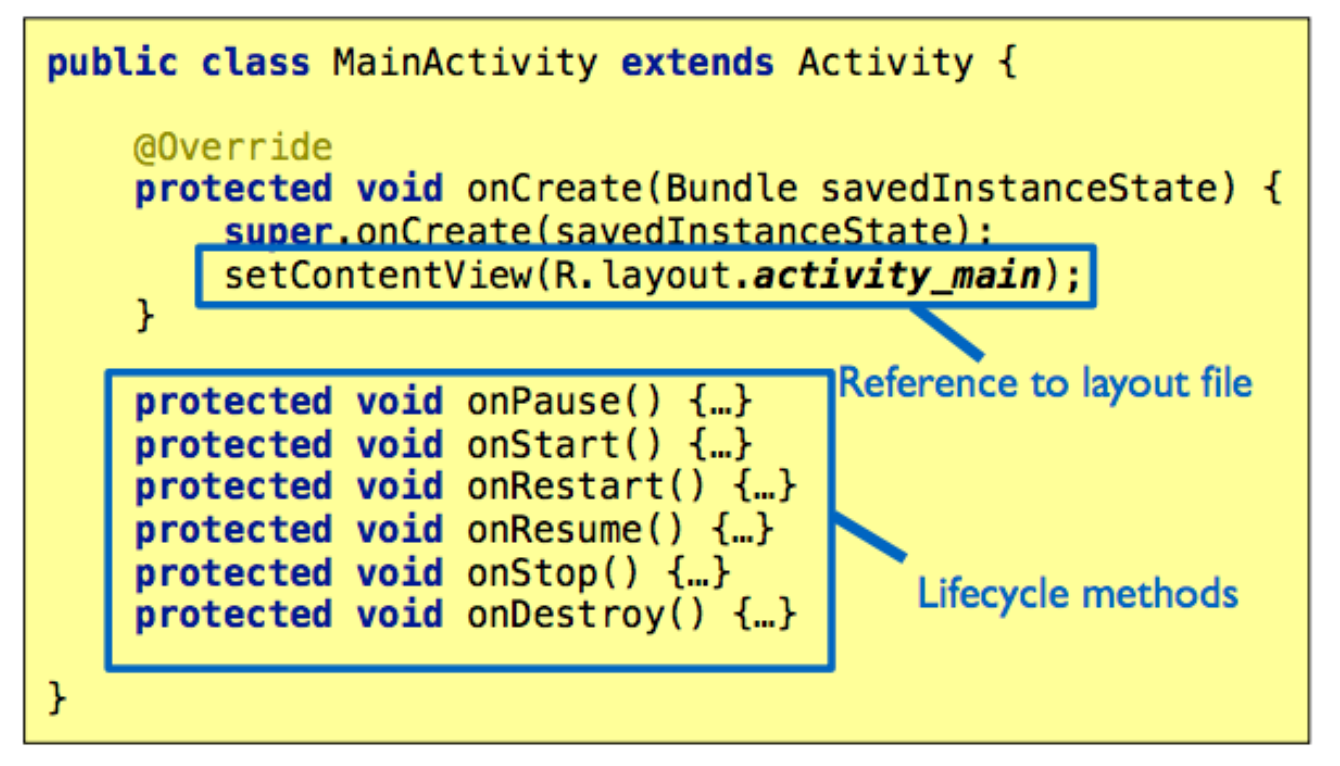 public class MainActivity extends Activity {
@Override
protected void onCreate(Bundle savedInstanceState) {
super.onCreate(savedInstanceState);
setContentView(R.layout.activity_main);
}
Reference to layout file
protected void onPause() {…}
protected void onStart() {…}
protected void onRestart() {…}
protected void onResume() {…}
protected void onStop() {…}
protected void onDestroy() {…}
Lifecycle methods
}